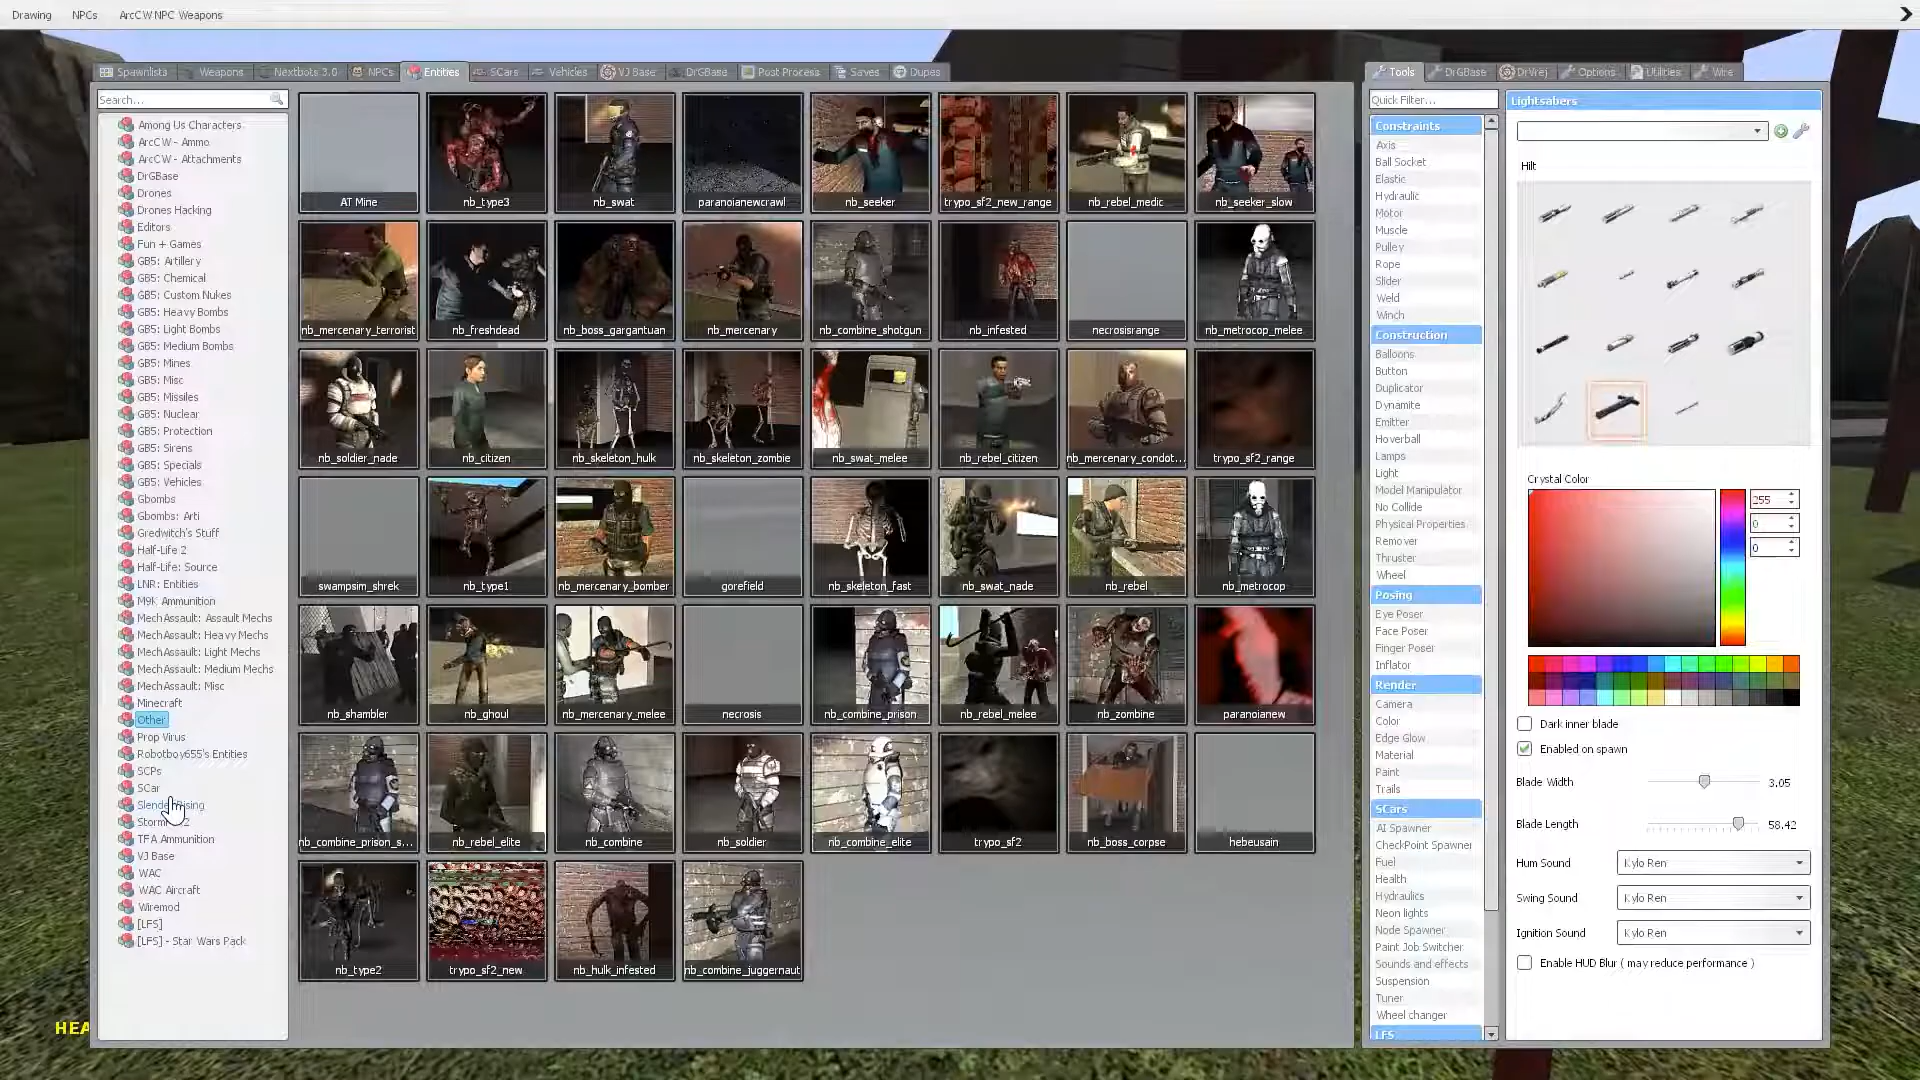 Drawing NPCs ArcCW NPC Weapons
Spawnlists Weapons Nextbots 3.0 NPCs Entities SCars Vehicles VJ Base DrGBase Post Process Saves Dupes
Search...
Among Us Characters
ArcCW - Ammo
ArcCW - Attachments
DrGBase
Drones
Drones Hacking
Editors
Fun + Games
GB5: Artillery
GB5: Chemical
GB5: Custom Nukes
GB5: Heavy Bombs
GB5: Light Bombs
GB5: Medium Bombs
GB5: Mines
GB5: Misc
GB5: Missiles
GB5: Nuclear
GB5: Protection
GB5: Sirens
GB5: Specials
GB5: Vehicles
Gbombs
Gbombs: Arti
Gredwitch's Stuff
Half-Life 2
Half-Life: Source
LNR: Entities
M9K Ammunition
MechAssault: Assault Mechs
MechAssault: Heavy Mechs
MechAssault: Light Mechs
MechAssault: Medium Mechs
MechAssault: Misc
Minecraft
Other
Prop Virus
Robotboy655's Entities
SCPs
SCar
TFA Ammunition
VJ Base
WAC
WAC Aircraft
Wiremod
[LFS]
[LFS] - Star Wars Pack
AT Mine nb_type3 nb_swat paranoianewcrawl nb_seeker trypo_sf2_new_range nb_rebel_medic nb_seeker_slow
nb_mercenary_terrorist nb_freshdead nb_boss_gargantuan nb_mercenary nb_combine_shotgun nb_infested necrosisrange nb_metrocop_melee
nb_soldier_nade nb_citizen nb_skeleton_hulk nb_skeleton_zombie nb_swat_melee nb_rebel_citizen nb_mercenary_condot... trypo_sf2_range
swampsim_shrek nb_type1 nb_mercenary_bomber gorefield nb_skeleton_fast nb_swat_nade nb_rebel nb_metrocop
nb_shambler nb_ghoul nb_mercenary_melee necrosis nb_combine_prison nb_rebel_melee nb_zombine paranoianew
nb_combine_prison_s... nb_rebel_elite nb_combine nb_soldier nb_combine_elite trypo_sf2 nb_boss_corpse hebeusain
nb_type2 trypo_sf2_new nb_hulk_infested nb_combine_juggernaut
HEA
Tools DrGBase DrVrej Options Utilities Wire
Quick Filter...
Constraints
Axis
Ball Socket
Elastic
Hydraulic
Motor
Muscle
Pulley
Rope
Slider
Weld
Winch
Construction
Balloons
Button
Duplicator
Dynamite
Emitter
Hoverball
Lamps
Light
Model Manipulator
No Collide
Physical Properties
Remover
Thruster
Wheel
Posing
Eye Poser
Face Poser
Finger Poser
Inflator
Render
Camera
Color
Edge Glow
Material
Paint
Trails
SCars
AI Spawner
CheckPoint Spawner
Fuel
Health
Hydraulics
Neon lights
Node Spawner
Paint Job Switcher
Sounds and effects
Suspension
Tuner
Wheel changer
LFS
Lightsabers
Hilt
Crystal Color
255
0
0
Dark inner blade
Enabled on spawn
Blade Width 3.05
Blade Length 58.42
Hum Sound Kylo Ren
Swing Sound Kylo Ren
Ignition Sound Kylo Ren
Enable HUD Blur ( may reduce performance )